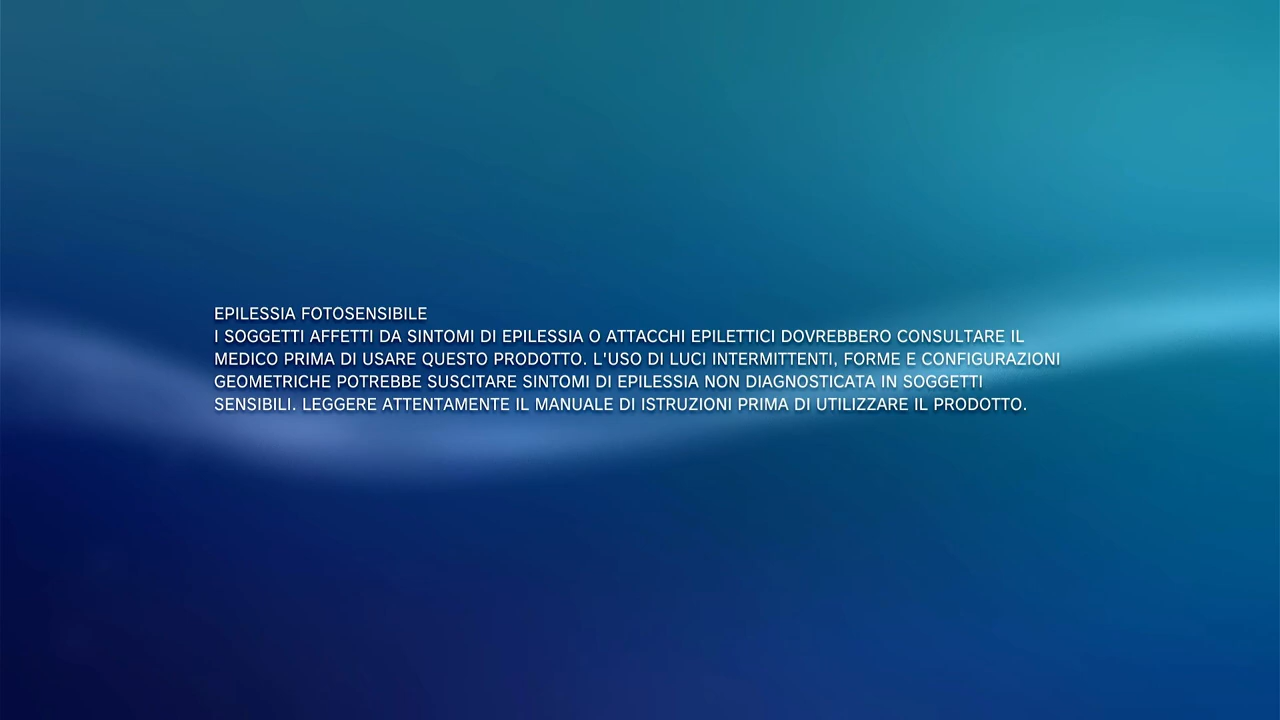 EPILESSIA FOTOSENSIBILE
I SOGGETTI AFFETTI DA SINTOMI DI EPILESSIA O ATTACCHI EPILETTICI DOVREBBERO CONSULTARE IL
MEDICO PRIMA DI USARE QUESTO PRODOTTO. L'USO DI LUCI INTERMITTENTI, FORME E CONFIGURAZIONI
GEOMETRICHE POTREBBE SUSCITARE SINTOMI DI EPILESSIA NON DIAGNOSTICATA IN SOGGETTI
SENSIBILI. LEGGERE ATTENTAMENTE IL MANUALE DI ISTRUZIONI PRIMA DI UTILIZZARE IL PRODOTTO.